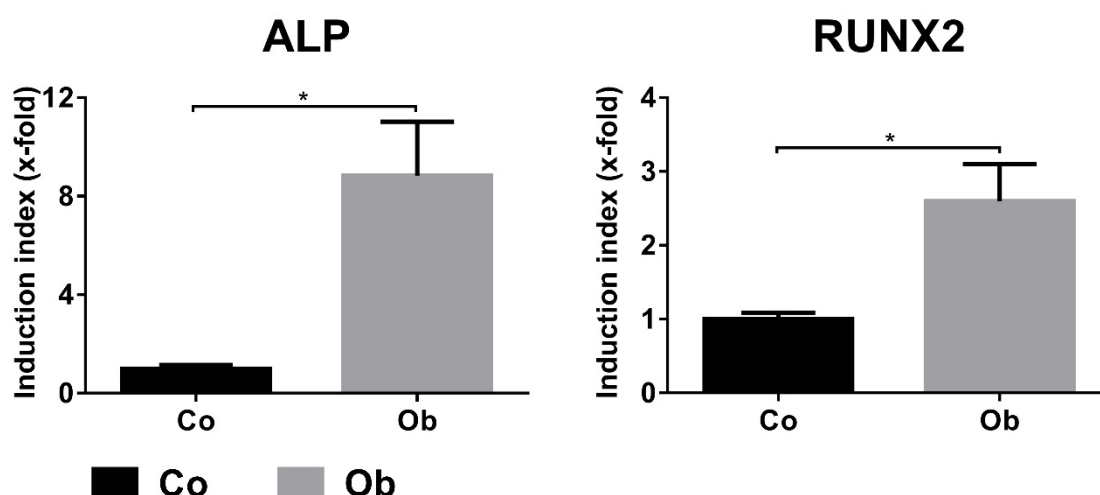 ALP
Induction index (x-fold)
12
8
4
0
*
Co
Ob
RUNX2
Induction index (x-fold)
4
3
2
1
0
*
Co
Ob
Co
Ob